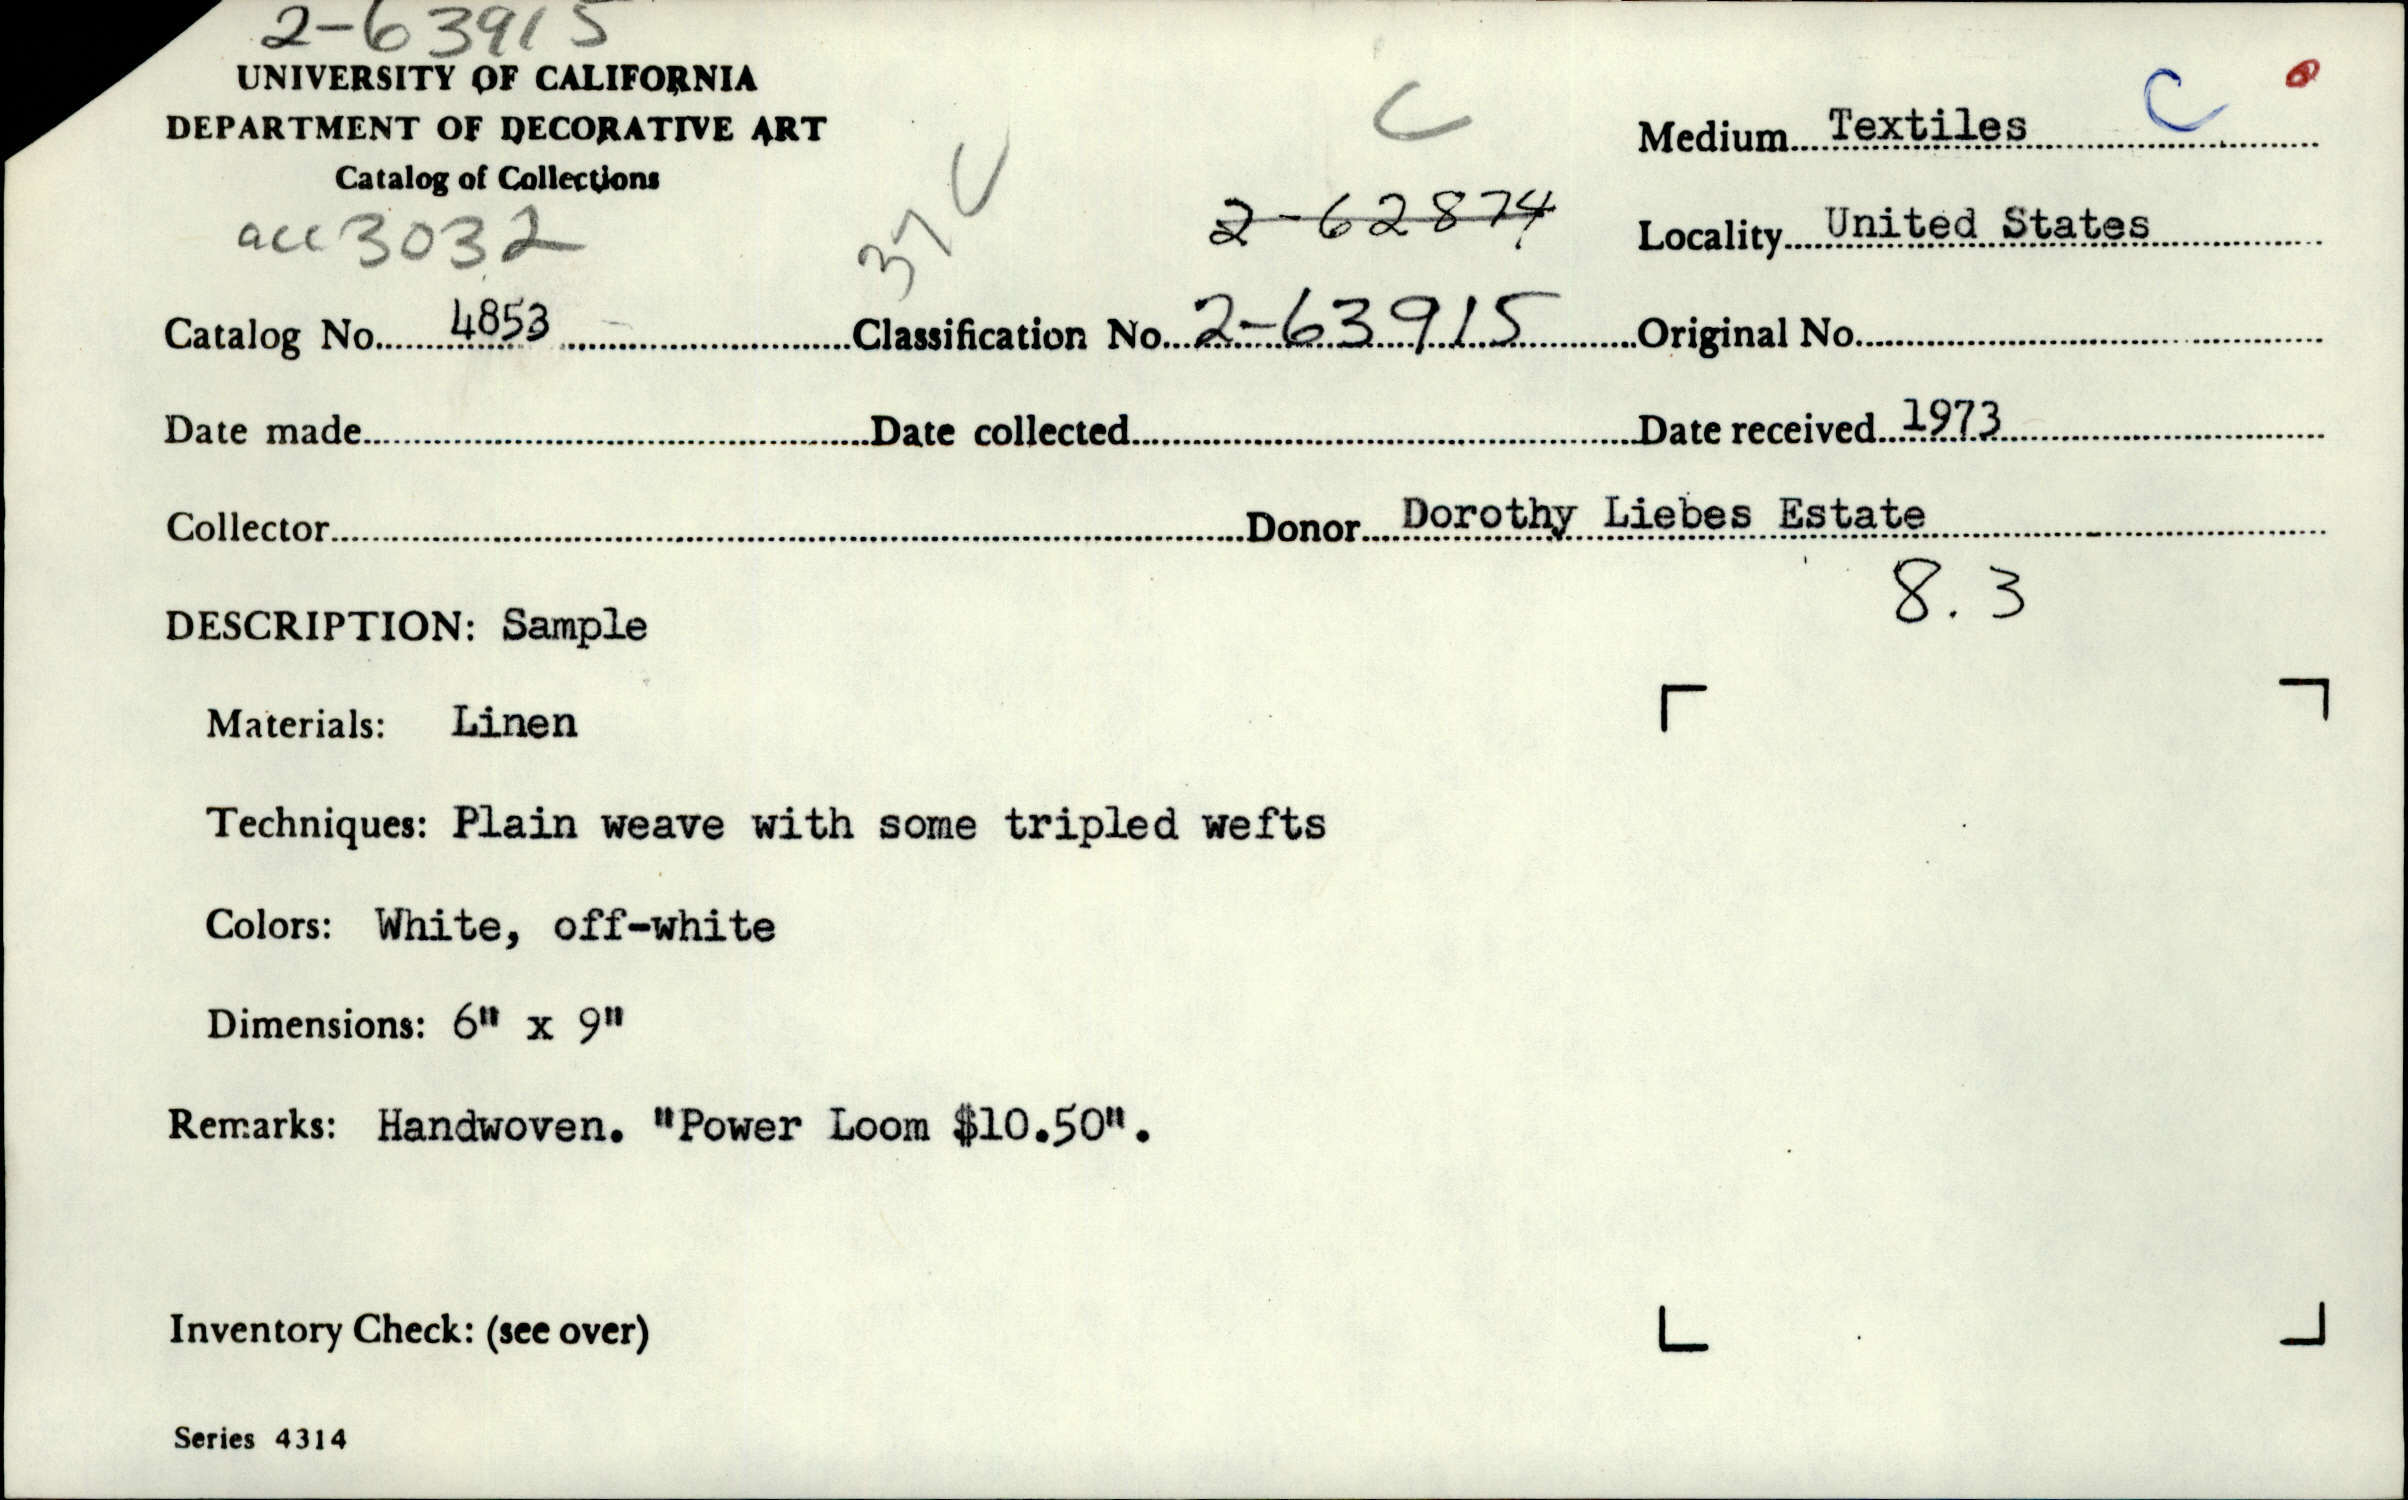 2-63915
UNIVERSITY OF CALIFORNIA
DEPARTMENT OF DECORATIVE ART
Catalog of Collections
acc 3032
37 C
C
2-62874
Medium Textiles C
Locality United States
Catalog No. 4853 Classification No. 2-63915 Original No.
Date made Date collected Date received 1973
Collector Donor Dorothy Liebes Estate
8.3
DESCRIPTION: Sample
Materials: Linen
Techniques: Plain weave with some tripled wefts
Colors: White, off-white
Dimensions: 6" x 9"
Remarks: Handwoven. "Power Loom $10.50".
Inventory Check: (see over)
Series 4314